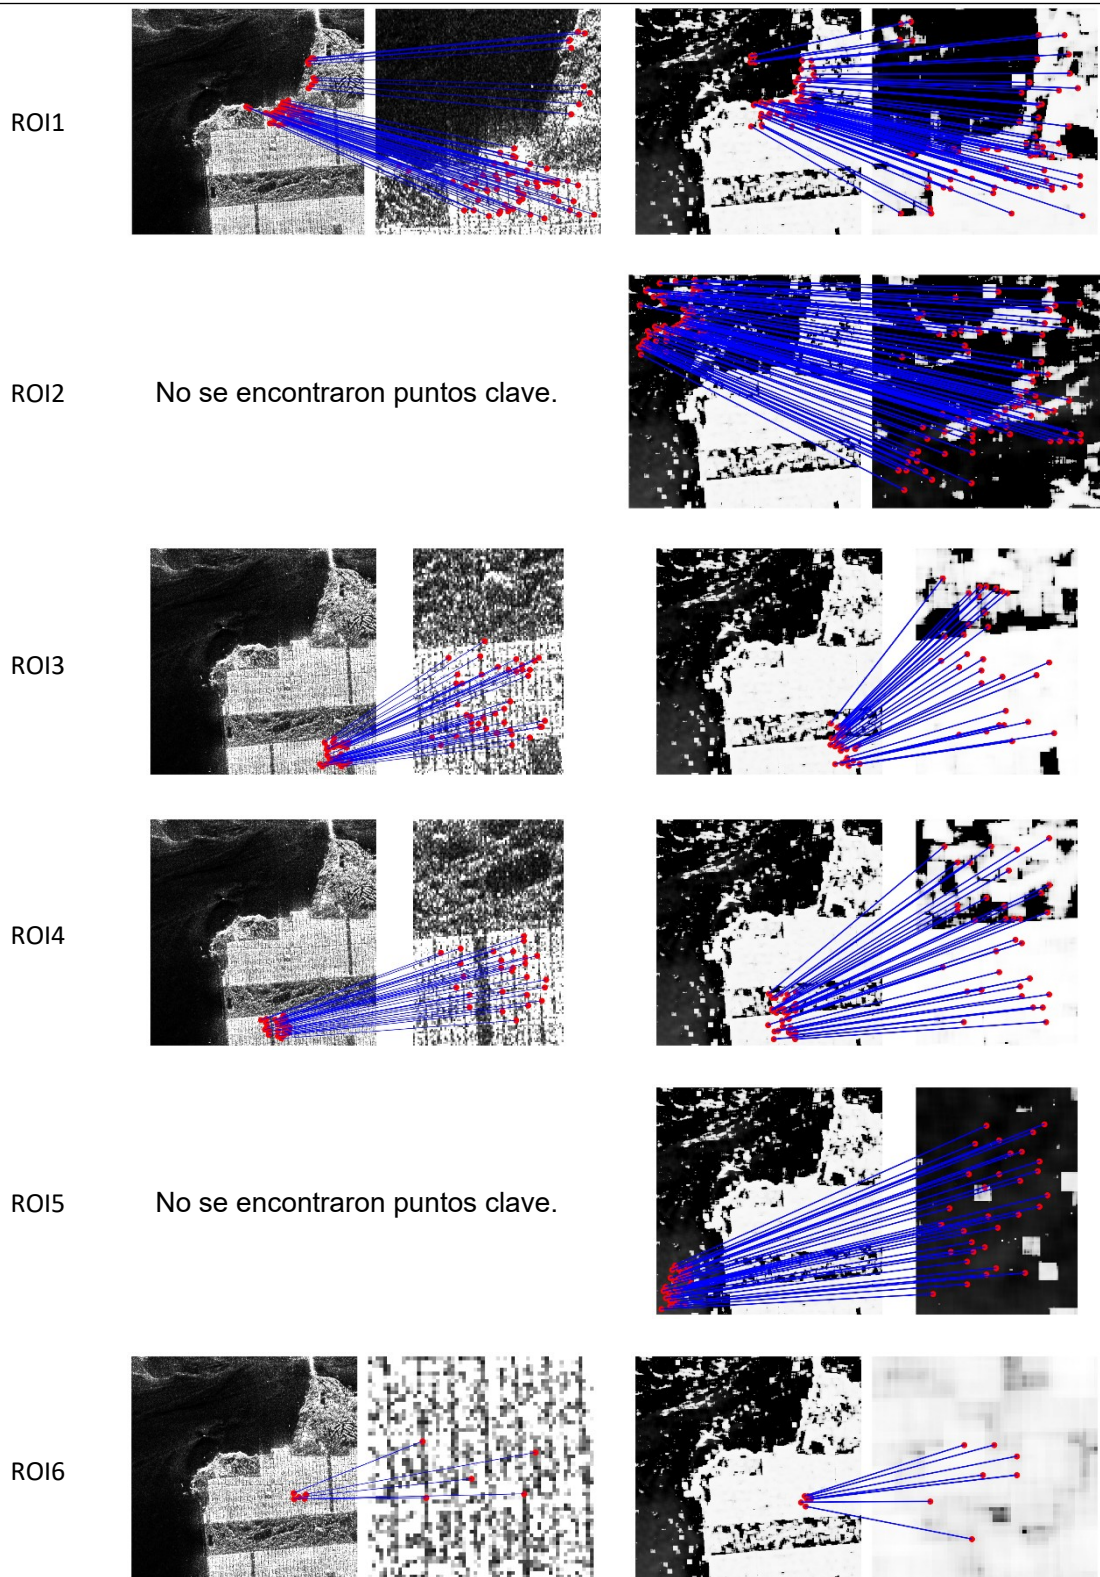 ROI1
ROI2
No se encontraron puntos clave.
ROI3
ROI4
ROI5
No se encontraron puntos clave.
ROI6